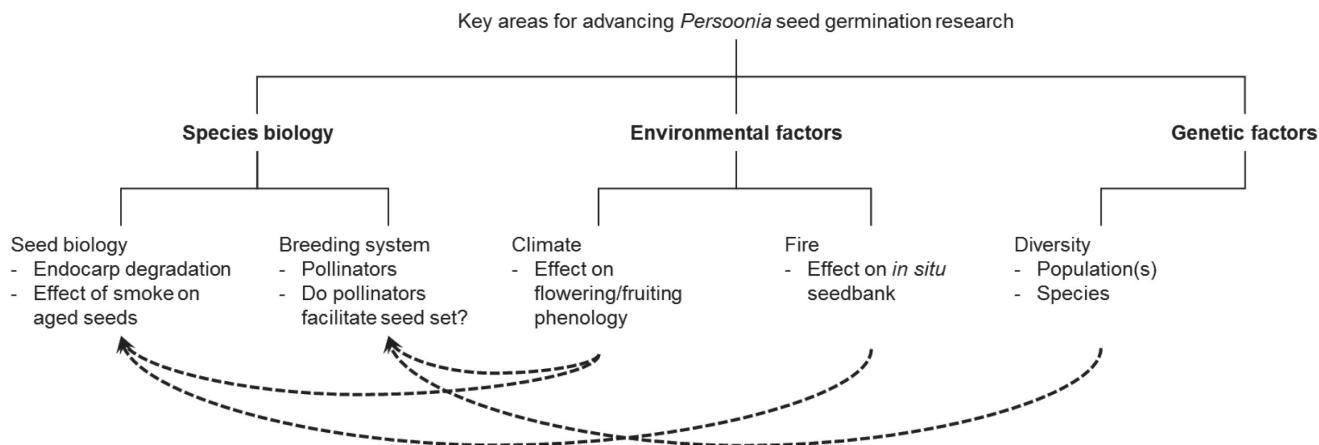 Key areas for advancing Persoonia seed germination research
Species biology
Environmental factors
Genetic factors
Seed biology
- Endocarp degradation
- Effect of smoke on
aged seeds
Breeding system
- Pollinators
- Do pollinators
facilitate seed set?
Climate
- Effect on
flowering/fruiting
phenology
Fire
- Effect on in situ
seedbank
Diversity
- Population(s)
- Species